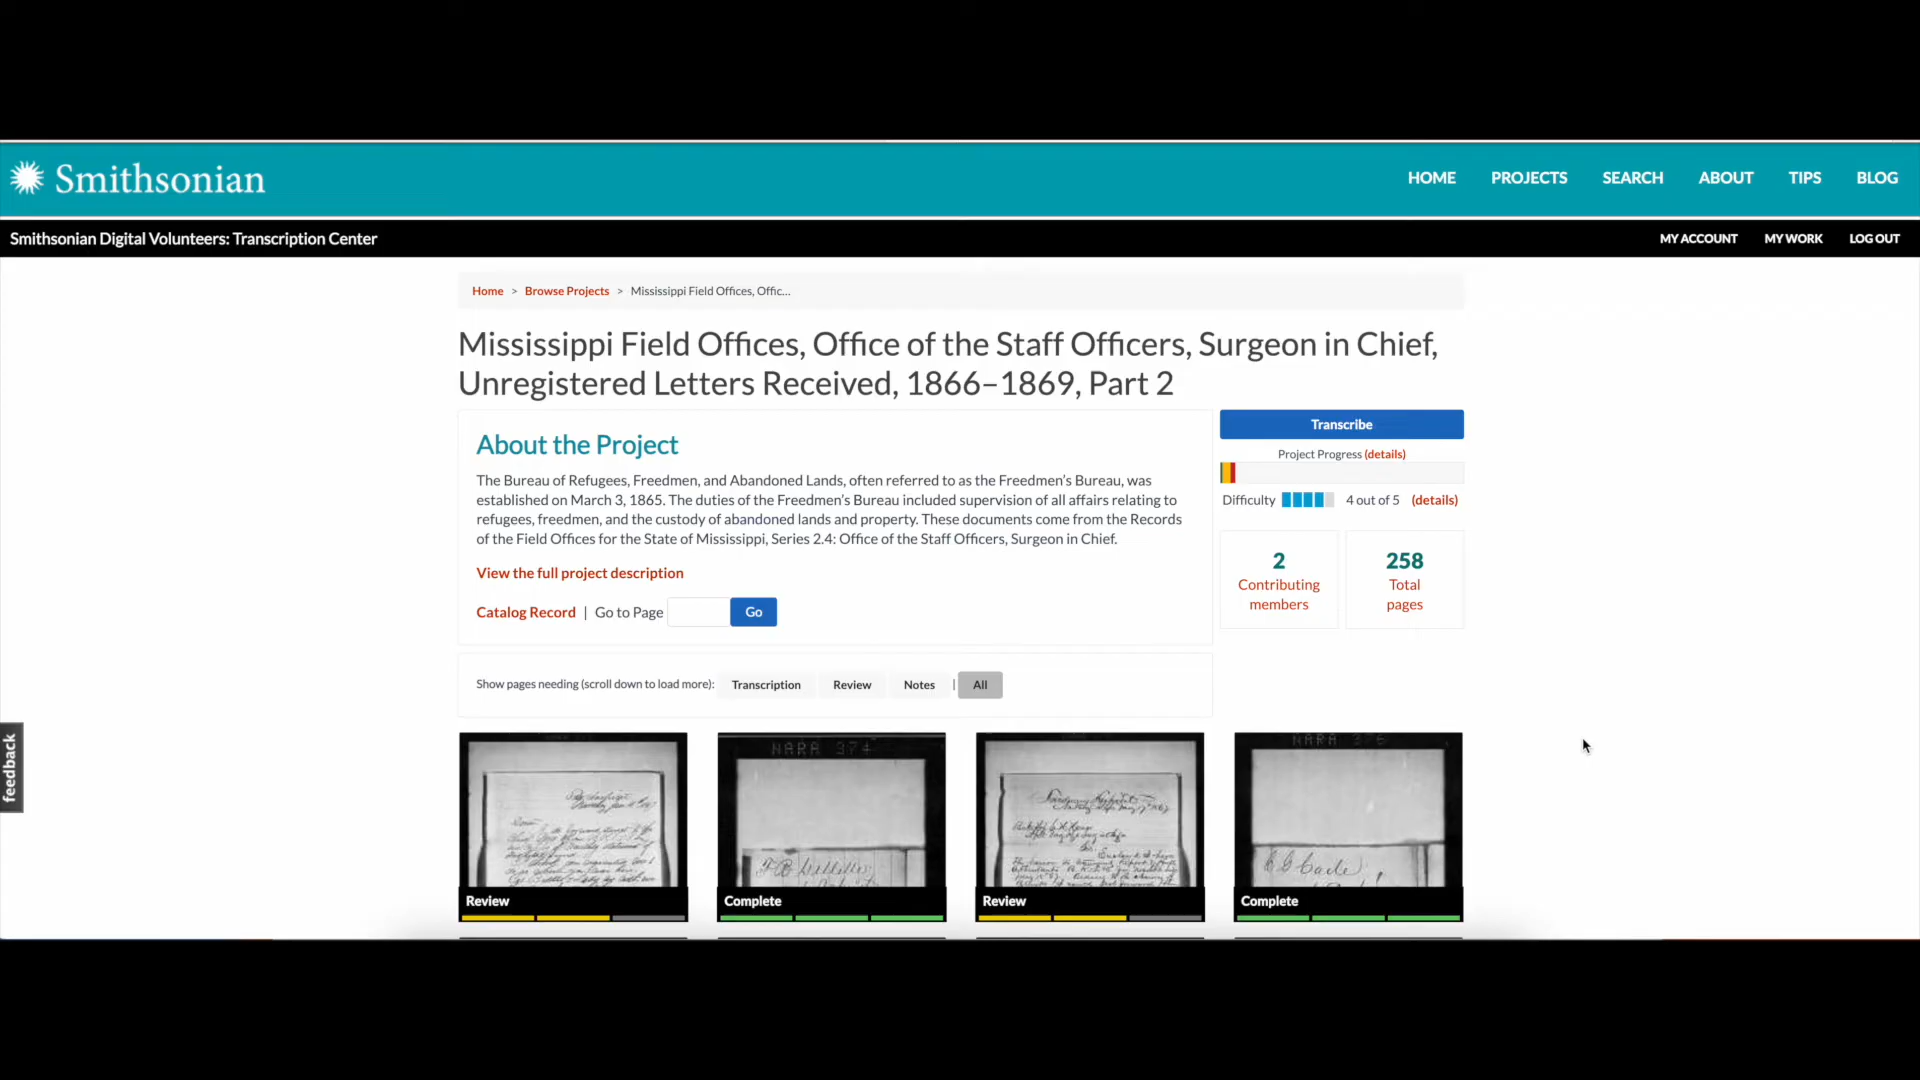 Smithsonian
HOME PROJECTS SEARCH ABOUT TIPS BLOG
Smithsonian Digital Volunteers: Transcription Center
MY ACCOUNT MY WORK LOG OUT
Home > Browse Projects > Mississippi Field Offices, Offic...
Mississippi Field Offices, Office of the Staff Officers, Surgeon in Chief,
Unregistered Letters Received, 1866–1869, Part 2
About the Project
The Bureau of Refugees, Freedmen, and Abandoned Lands, often referred to as the Freedmen's Bureau, was
established on March 3, 1865. The duties of the Freedmen's Bureau included supervision of all affairs relating to
refugees, freedmen, and the custody of abandoned lands and property. These documents come from the Records
of the Field Offices for the State of Mississippi, Series 2.4: Office of the Staff Officers, Surgeon in Chief.
View the full project description
Catalog Record | Go to Page Go
Transcribe
Project Progress (details)
Difficulty 4 out of 5 (details)
2
Contributing
members
258
Total
pages
Show pages needing (scroll down to load more): Transcription Review Notes | All
feedback
NARA 374
NARA 376
Review
Complete
Review
Complete